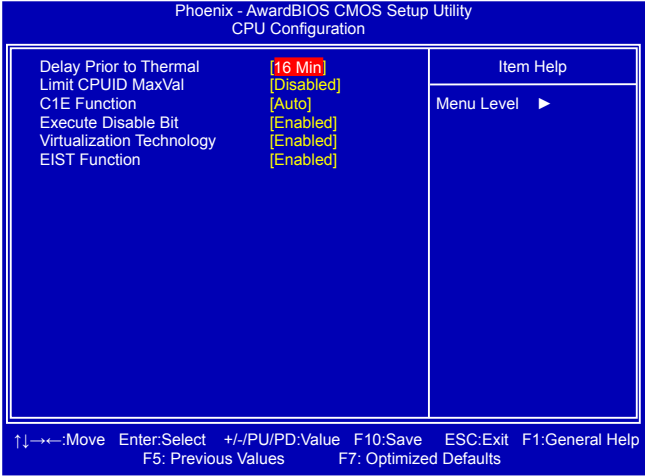 Phoenix - AwardBIOS CMOS Setup Utility
CPU Configuration
Delay Prior to Thermal [16 Min]
Limit CPUID MaxVal [Disabled]
C1E Function [Auto]
Execute Disable Bit [Enabled]
Virtualization Technology [Enabled]
EIST Function [Enabled]
Item Help
Menu Level ►
↑↓→←:Move Enter:Select +/-/PU/PD:Value F10:Save ESC:Exit F1:General Help
F5: Previous Values F7: Optimized Defaults